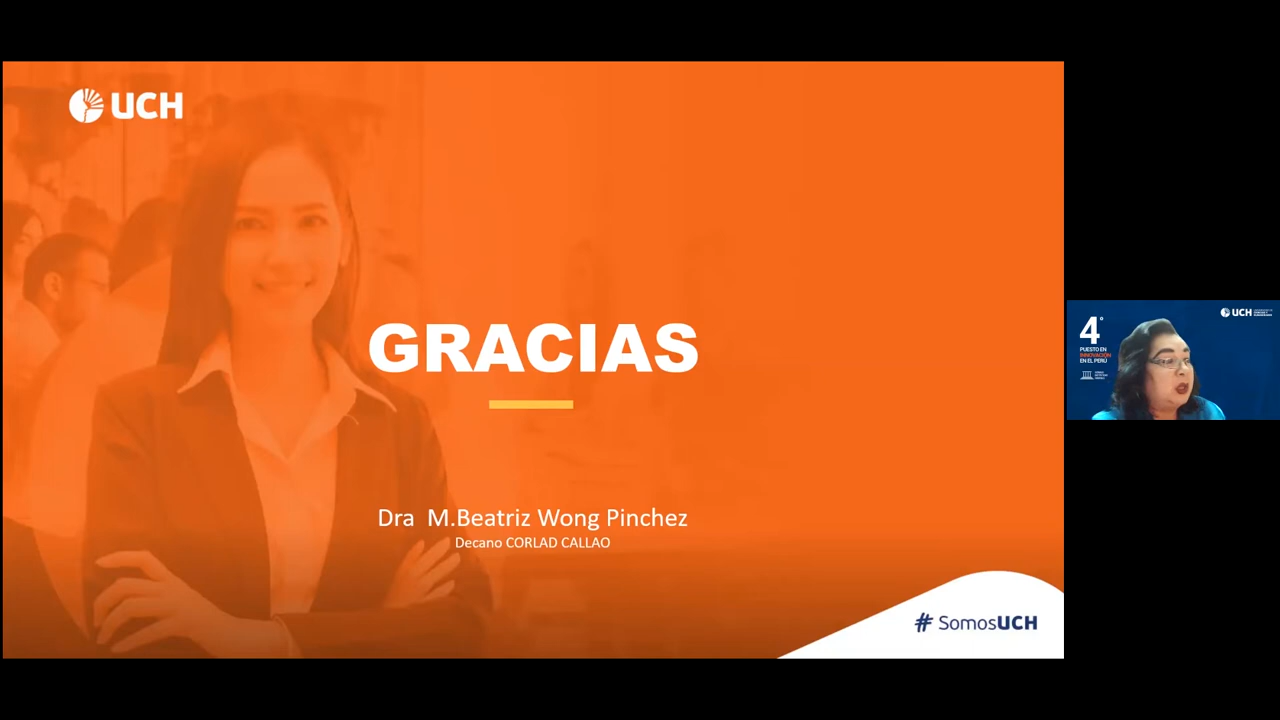 UCH
GRACIAS
Dra M.Beatriz Wong Pinchez
Decano CORLAD CALLAO
# SomosUCH
4°
PUESTO EN
INNOVACIÓN
EN EL PERÚ
UCH